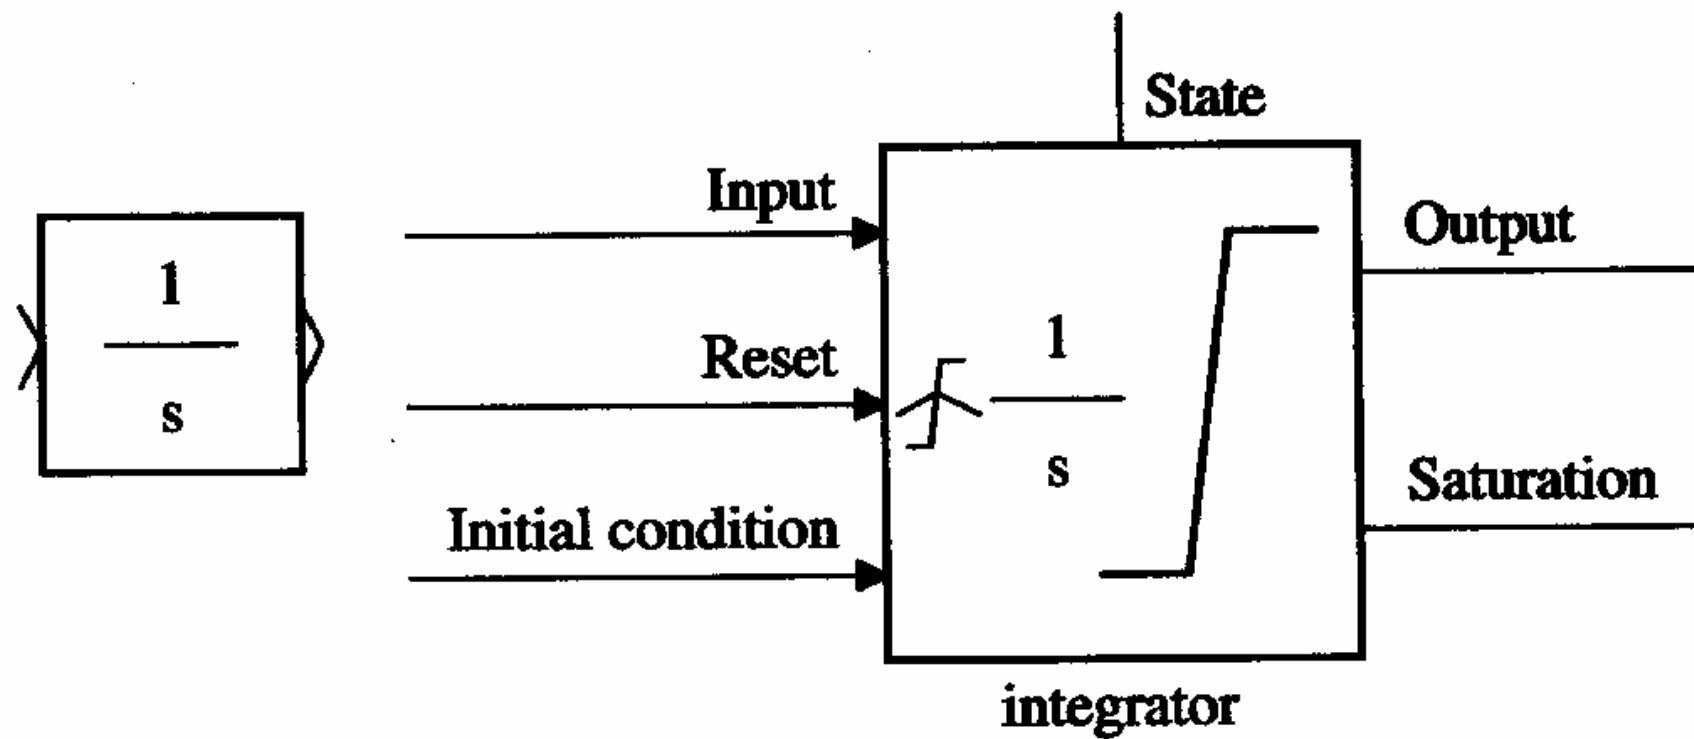 State
Input
Output
1
s
Reset
1
s
Saturation
Initial condition
integrator